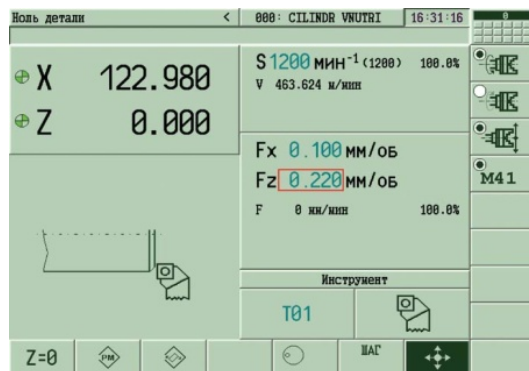 Ноль детали <
000: CILINDR VNUTRI
16:31:16
0
X 122.980
Z 0.000
S 1200 МИН-1 (1200) 100.0%
V 463.624 м/мин
Fx 0.100 ММ/ОБ
Fz 0.220 ММ/ОБ
F 0 мм/мин 100.0%
M41
Инструмент
T01
Z=0
PM
ШАГ